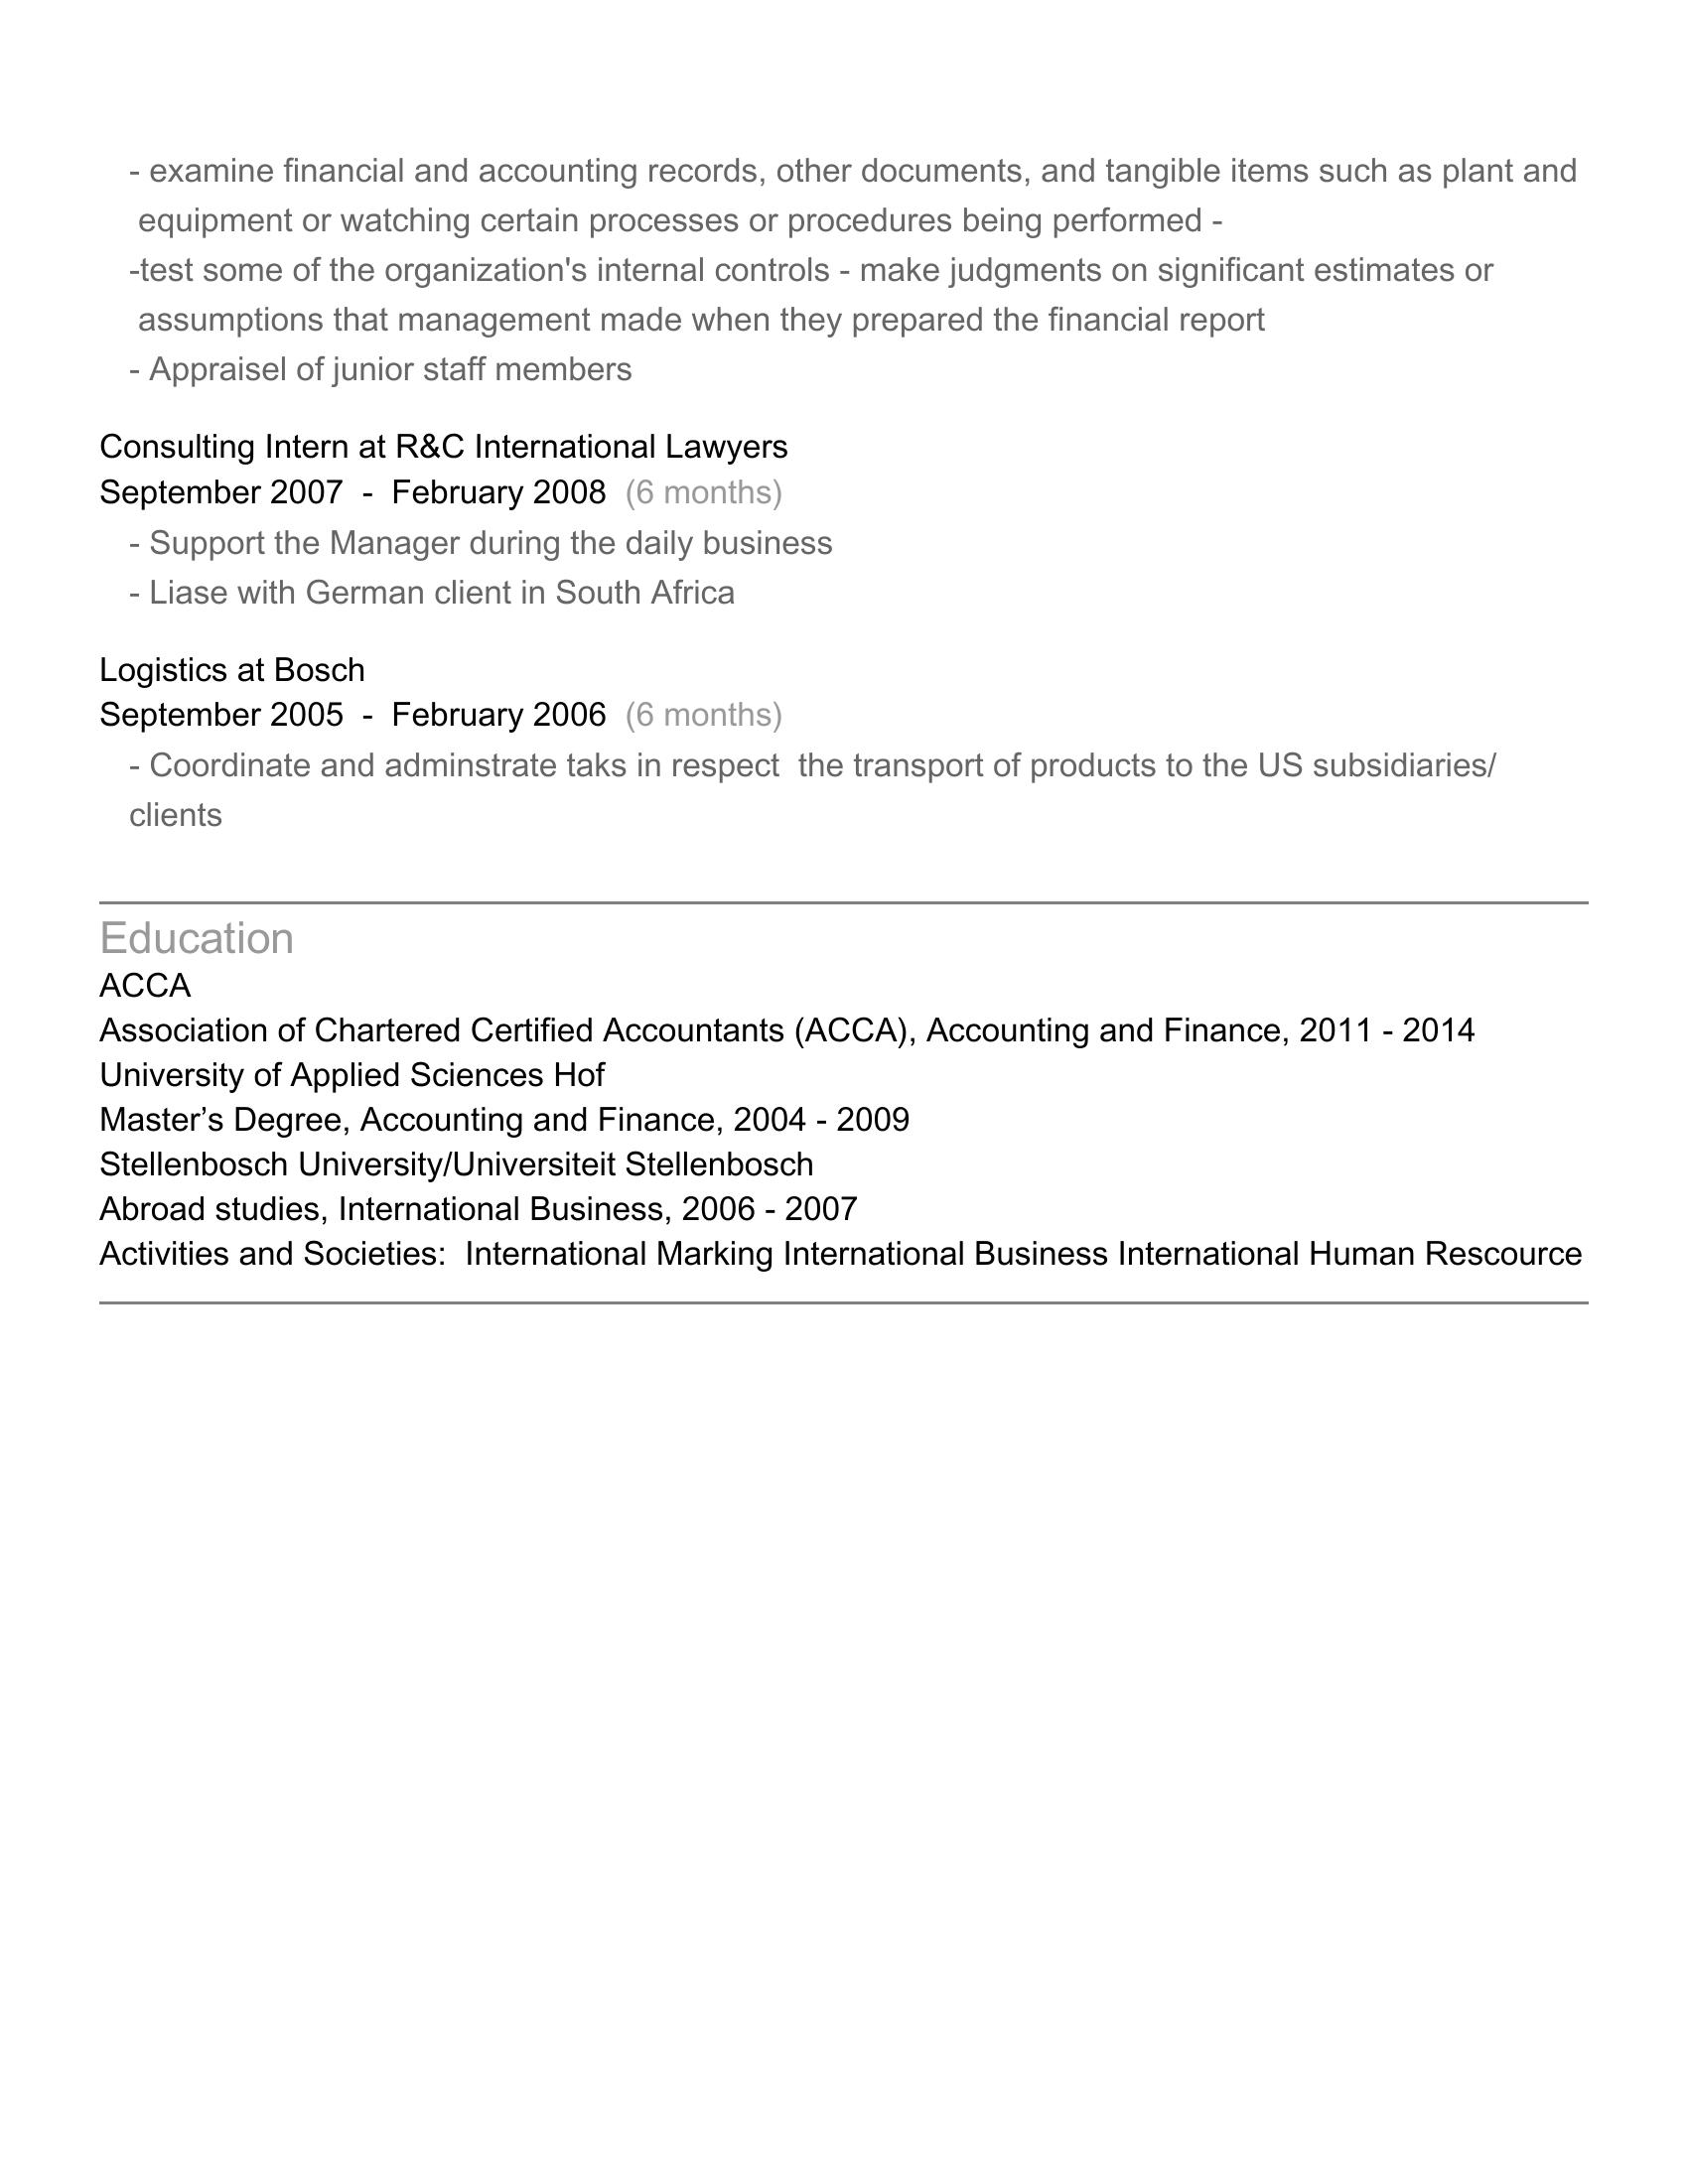 - examine financial and accounting records, other documents, and tangible items such as plant and
equipment or watching certain processes or procedures being performed -
-test some of the organization's internal controls - make judgments on significant estimates or
assumptions that management made when they prepared the financial report
- Appraisel of junior staff members
Consulting Intern at R&C International Lawyers
September 2007 - February 2008 (6 months)
- Support the Manager during the daily business
- Liase with German client in South Africa
Logistics at Bosch
September 2005 - February 2006 (6 months)
- Coordinate and adminstrate taks in respect  the transport of products to the US subsidiaries/
clients
Education
ACCA
Association of Chartered Certified Accountants (ACCA), Accounting and Finance, 2011 - 2014
University of Applied Sciences Hof
Master’s Degree, Accounting and Finance, 2004 - 2009
Stellenbosch University/Universiteit Stellenbosch
Abroad studies, International Business, 2006 - 2007
Activities and Societies:  International Marking International Business International Human Rescource